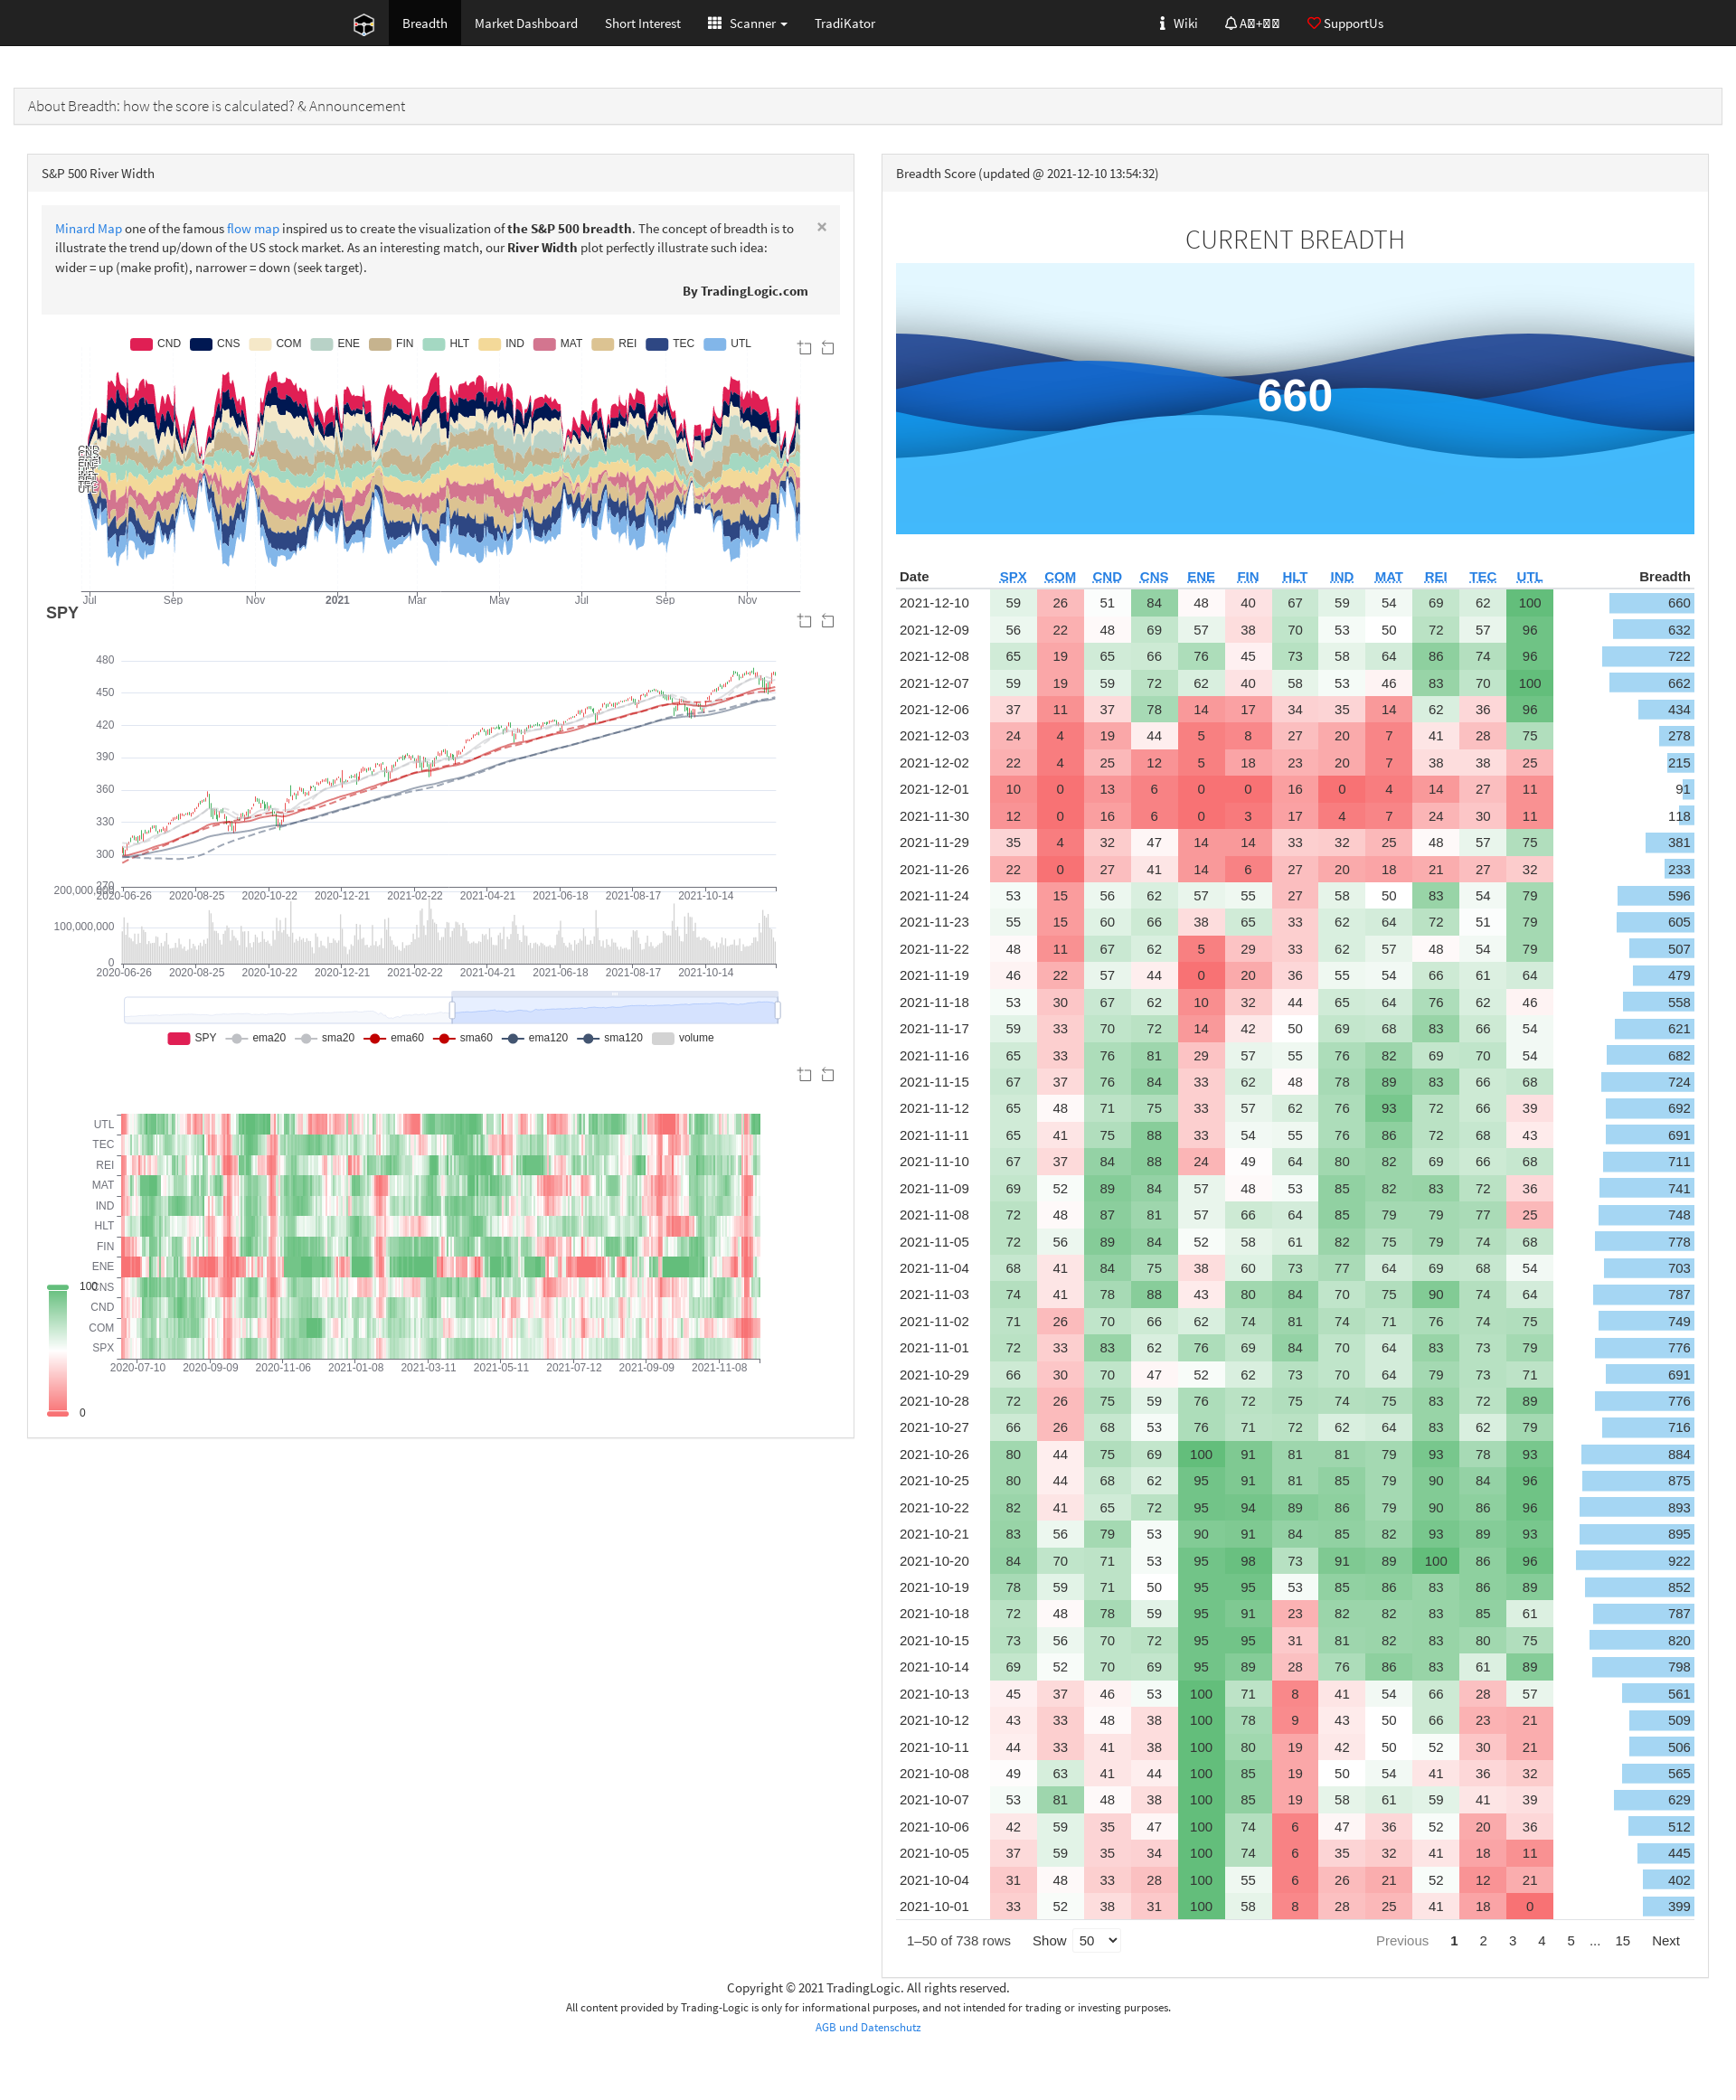 Breadth
Market Dashboard
Short Interest
Scanner
TradiKator
Wiki
SupportUs
About Breadth: how the score is calculated? & Announcement
S&P 500 River Width
Minard Map one of the famous flow map inspired us to create the visualization of the S&P 500 breadth. The concept of breadth is to
illustrate the trend up/down of the US stock market. As an interesting match, our River Width plot perfectly illustrate such idea:
wider = up (make profit), narrower = down (seek target).
×
By TradingLogic.com
CND CNS COM ENE FIN HLT IND MAT REI TEC UTL
UTL
Jul Sep Nov 2021 Mar May Jul Sep Nov
SPY
480
450
420
390
360
330
300
270
2020-06-26 2020-08-25 2020-10-22 2020-12-21 2021-02-22 2021-04-21 2021-06-18 2021-08-17 2021-10-14
200,000,000
100,000,000
0
2020-06-26 2020-08-25 2020-10-22 2020-12-21 2021-02-22 2021-04-21 2021-06-18 2021-08-17 2021-10-14
SPY ema20 sma20 ema60 sma60 ema120 sma120 volume
UTL
TEC
REI
MAT
IND
HLT
FIN
ENE
CNS
CND
COM
SPX
100
0
2020-07-10 2020-09-09 2020-11-06 2021-01-08 2021-03-11 2021-05-11 2021-07-12 2021-09-09 2021-11-08
Breadth Score (updated @ 2021-12-10 13:54:32)
CURRENT BREADTH
660
Date SPX COM CND CNS ENE FIN HLT IND MAT REI TEC UTL Breadth
2021-12-10 59 26 51 84 48 40 67 59 54 69 62 100 660
2021-12-09 56 22 48 69 57 38 70 53 50 72 57 96 632
2021-12-08 65 19 65 66 76 45 73 58 64 86 74 96 722
2021-12-07 59 19 59 72 62 40 58 53 46 83 70 100 662
2021-12-06 37 11 37 78 14 17 34 35 14 62 36 96 434
2021-12-03 24 4 19 44 5 8 27 20 7 41 28 75 278
2021-12-02 22 4 25 12 5 18 23 20 7 38 38 25 215
2021-12-01 10 0 13 6 0 0 16 0 4 14 27 11 91
2021-11-30 12 0 16 6 0 3 17 4 7 24 30 11 118
2021-11-29 35 4 32 47 14 14 33 32 25 48 57 75 381
2021-11-26 22 0 27 41 14 6 27 20 18 21 27 32 233
2021-11-24 53 15 56 62 57 55 27 58 50 83 54 79 596
2021-11-23 55 15 60 66 38 65 33 62 64 72 51 79 605
2021-11-22 48 11 67 62 5 29 33 62 57 48 54 79 507
2021-11-19 46 22 57 44 0 20 36 55 54 66 61 64 479
2021-11-18 53 30 67 62 10 32 44 65 64 76 62 46 558
2021-11-17 59 33 70 72 14 42 50 69 68 83 66 54 621
2021-11-16 65 33 76 81 29 57 55 76 82 69 70 54 682
2021-11-15 67 37 76 84 33 62 48 78 89 83 66 68 724
2021-11-12 65 48 71 75 33 57 62 76 93 72 66 39 692
2021-11-11 65 41 75 88 33 54 55 76 86 72 68 43 691
2021-11-10 67 37 84 88 24 49 64 80 82 69 66 68 711
2021-11-09 69 52 89 84 57 48 53 85 82 83 72 36 741
2021-11-08 72 48 87 81 57 66 64 85 79 79 77 25 748
2021-11-05 72 56 89 84 52 58 61 82 75 79 74 68 778
2021-11-04 68 41 84 75 38 60 73 77 64 69 68 54 703
2021-11-03 74 41 78 88 43 80 84 70 75 90 74 64 787
2021-11-02 71 26 70 66 62 74 81 74 71 76 74 75 749
2021-11-01 72 33 83 62 76 69 84 70 64 83 73 79 776
2021-10-29 66 30 70 47 52 62 73 70 64 79 73 71 691
2021-10-28 72 26 75 59 76 72 75 74 75 83 72 89 776
2021-10-27 66 26 68 53 76 71 72 62 64 83 62 79 716
2021-10-26 80 44 75 69 100 91 81 81 79 93 78 93 884
2021-10-25 80 44 68 62 95 91 81 85 79 90 84 96 875
2021-10-22 82 41 65 72 95 94 89 86 79 90 86 96 893
2021-10-21 83 56 79 53 90 91 84 85 82 93 89 93 895
2021-10-20 84 70 71 53 95 98 73 91 89 100 86 96 922
2021-10-19 78 59 71 50 95 95 53 85 86 83 86 89 852
2021-10-18 72 48 78 59 95 91 23 82 82 83 85 61 787
2021-10-15 73 56 70 72 95 95 31 81 82 83 80 75 820
2021-10-14 69 52 70 69 95 89 28 76 86 83 61 89 798
2021-10-13 45 37 46 53 100 71 8 41 54 66 28 57 561
2021-10-12 43 33 48 38 100 78 9 43 50 66 23 21 509
2021-10-11 44 33 41 38 100 80 19 42 50 52 30 21 506
2021-10-08 49 63 41 44 100 85 19 50 54 41 36 32 565
2021-10-07 53 81 48 38 100 85 19 58 61 59 41 39 629
2021-10-06 42 59 35 47 100 74 6 47 36 52 20 36 512
2021-10-05 37 59 35 34 100 74 6 35 32 41 18 11 445
2021-10-04 31 48 33 28 100 55 6 26 21 52 12 21 402
2021-10-01 33 52 38 31 100 58 8 28 25 41 18 0 399
1–50 of 738 rows Show 50 Previous 1 2 3 4 5 ... 15 Next
Copyright © 2021 TradingLogic. All rights reserved.
All content provided by Trading-Logic is only for informational purposes, and not intended for trading or investing purposes.
AGB und Datenschutz